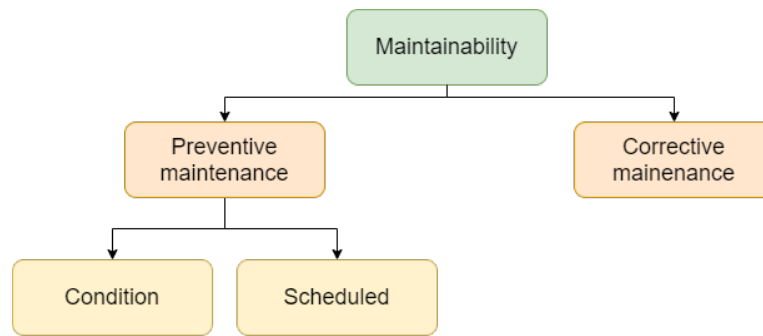 Maintainability
Preventive
maintenance
Corrective
mainenance
Condition
Scheduled